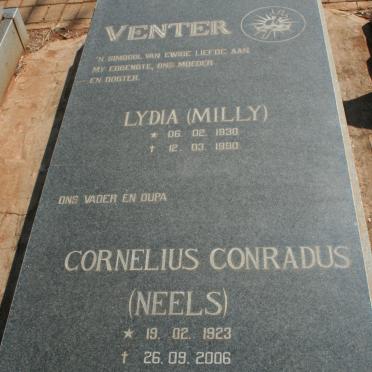 VENTER
'N SIMBOOL VAN EWIGE LIEFDE AAN
MY EGGENOTE, ONS MOEDER
EN DOGTER.
LYDIA (MILLY)
* 06. 02. 1930
† 12. 03. 1990
ONS VADER EN OUPA
CORNELIUS CONRADUS
(NEELS)
* 19. 02. 1923
† 26. 09. 2006